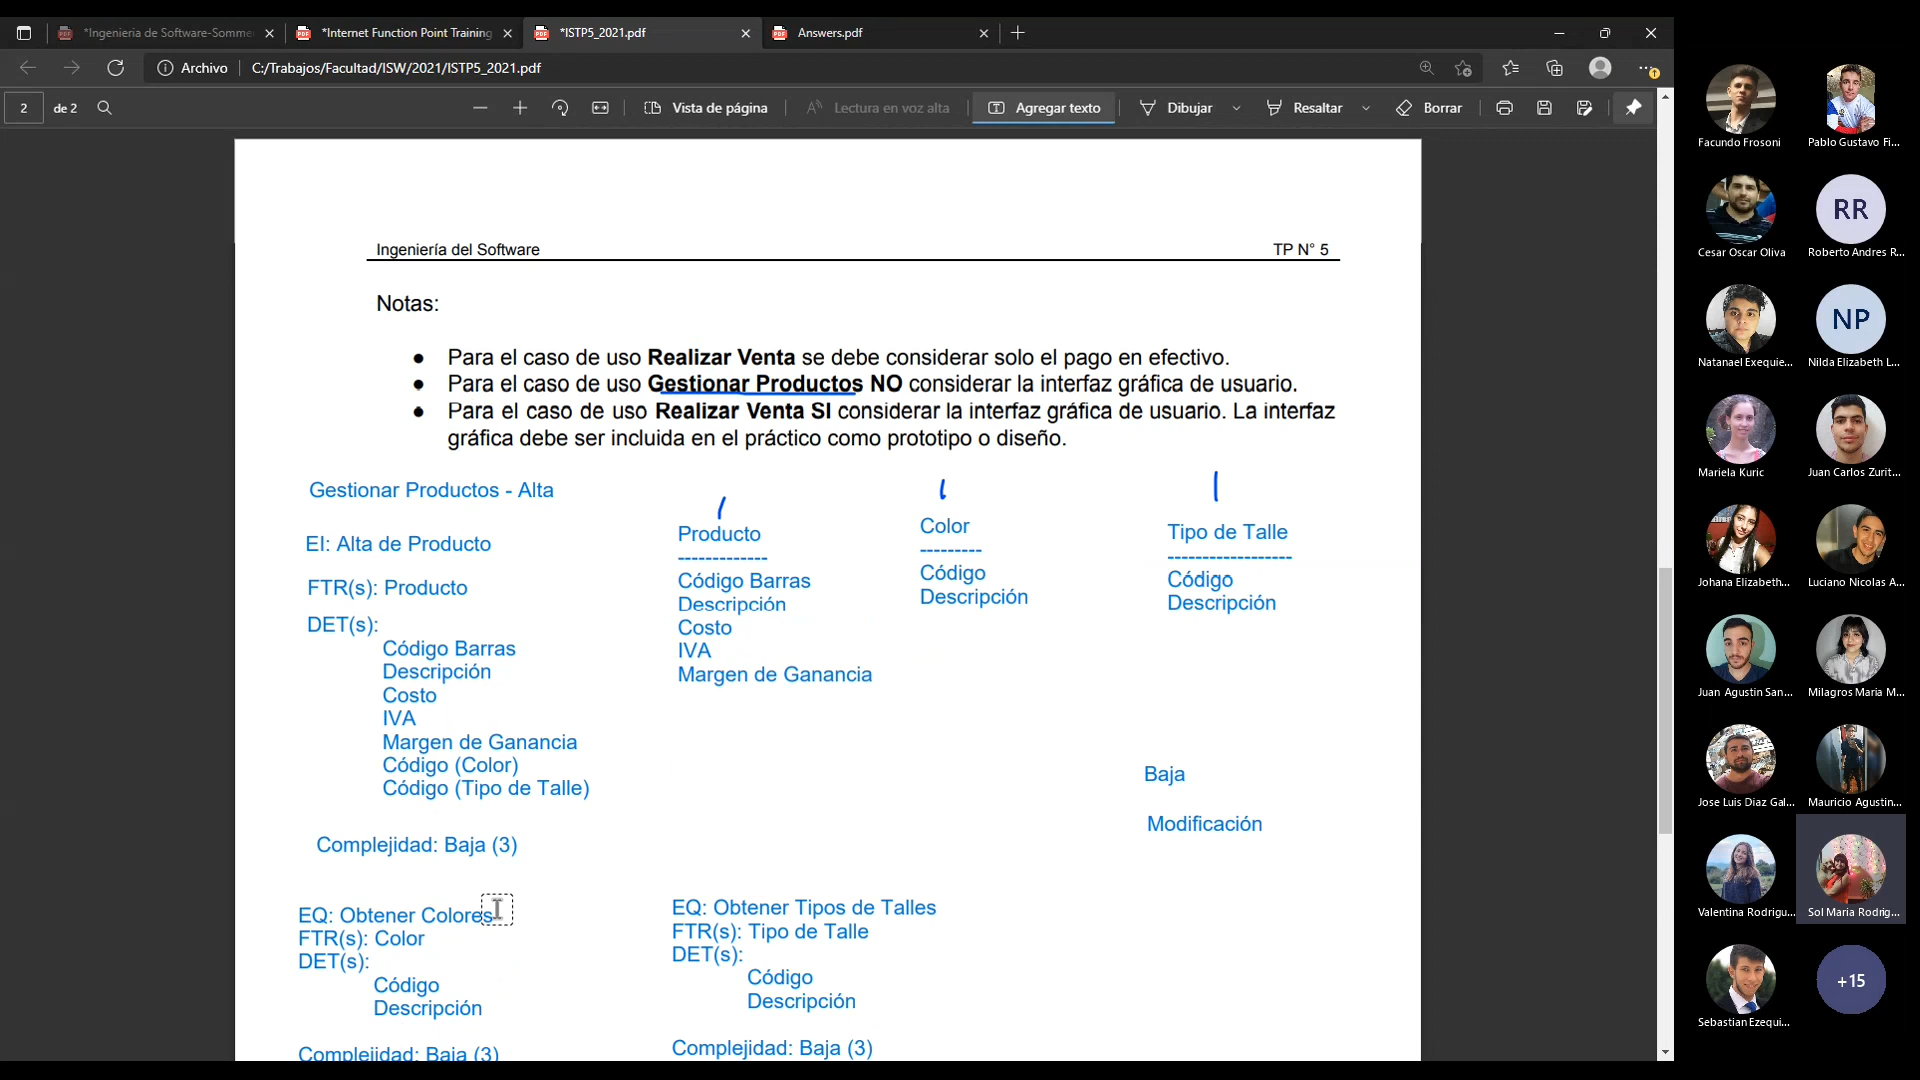 *Ingenieria de Software-Somme
*Internet Function Point Training
*ISTP5_2021.pdf
Answers.pdf
Archivo
C:/Trabajos/Facultad/ISW/2021/ISTP5_2021.pdf
2
de 2
Vista de página
Lectura en voz alta
Agregar texto
Dibujar
Resaltar
Borrar
Ingeniería del Software
TP N° 5
Notas:
● Para el caso de uso Realizar Venta se debe considerar solo el pago en efectivo.
● Para el caso de uso Gestionar Productos NO considerar la interfaz gráfica de usuario.
● Para el caso de uso Realizar Venta SI considerar la interfaz gráfica de usuario. La interfaz
gráfica debe ser incluida en el práctico como prototipo o diseño.
Gestionar Productos - Alta
EI: Alta de Producto
FTR(s): Producto
DET(s):
Código Barras
Descripción
Costo
IVA
Margen de Ganancia
Código (Color)
Código (Tipo de Talle)
Complejidad: Baja (3)
Producto
-------------
Código Barras
Descripción
Costo
IVA
Margen de Ganancia
Color
---------
Código
Descripción
Tipo de Talle
------------------
Código
Descripción
Baja
Modificación
EQ: Obtener Colores
FTR(s): Color
DET(s):
Código
Descripción
Complejidad: Baja (3)
EQ: Obtener Tipos de Talles
FTR(s): Tipo de Talle
DET(s):
Código
Descripción
Complejidad: Baja (3)
Facundo Frosoni
Pablo Gustavo Fi...
Cesar Oscar Oliva
RR
Roberto Andres R...
Natanael Exequie...
NP
Nilda Elizabeth L...
Mariela Kuric
Juan Carlos Zurit...
Johana Elizabeth...
Luciano Nicolas A...
Juan Agustin San...
Milagros Maria M...
Jose Luis Diaz Gal...
Mauricio Agustin...
Valentina Rodrigu...
Sol Maria Rodrig...
Sebastian Ezequi...
+15